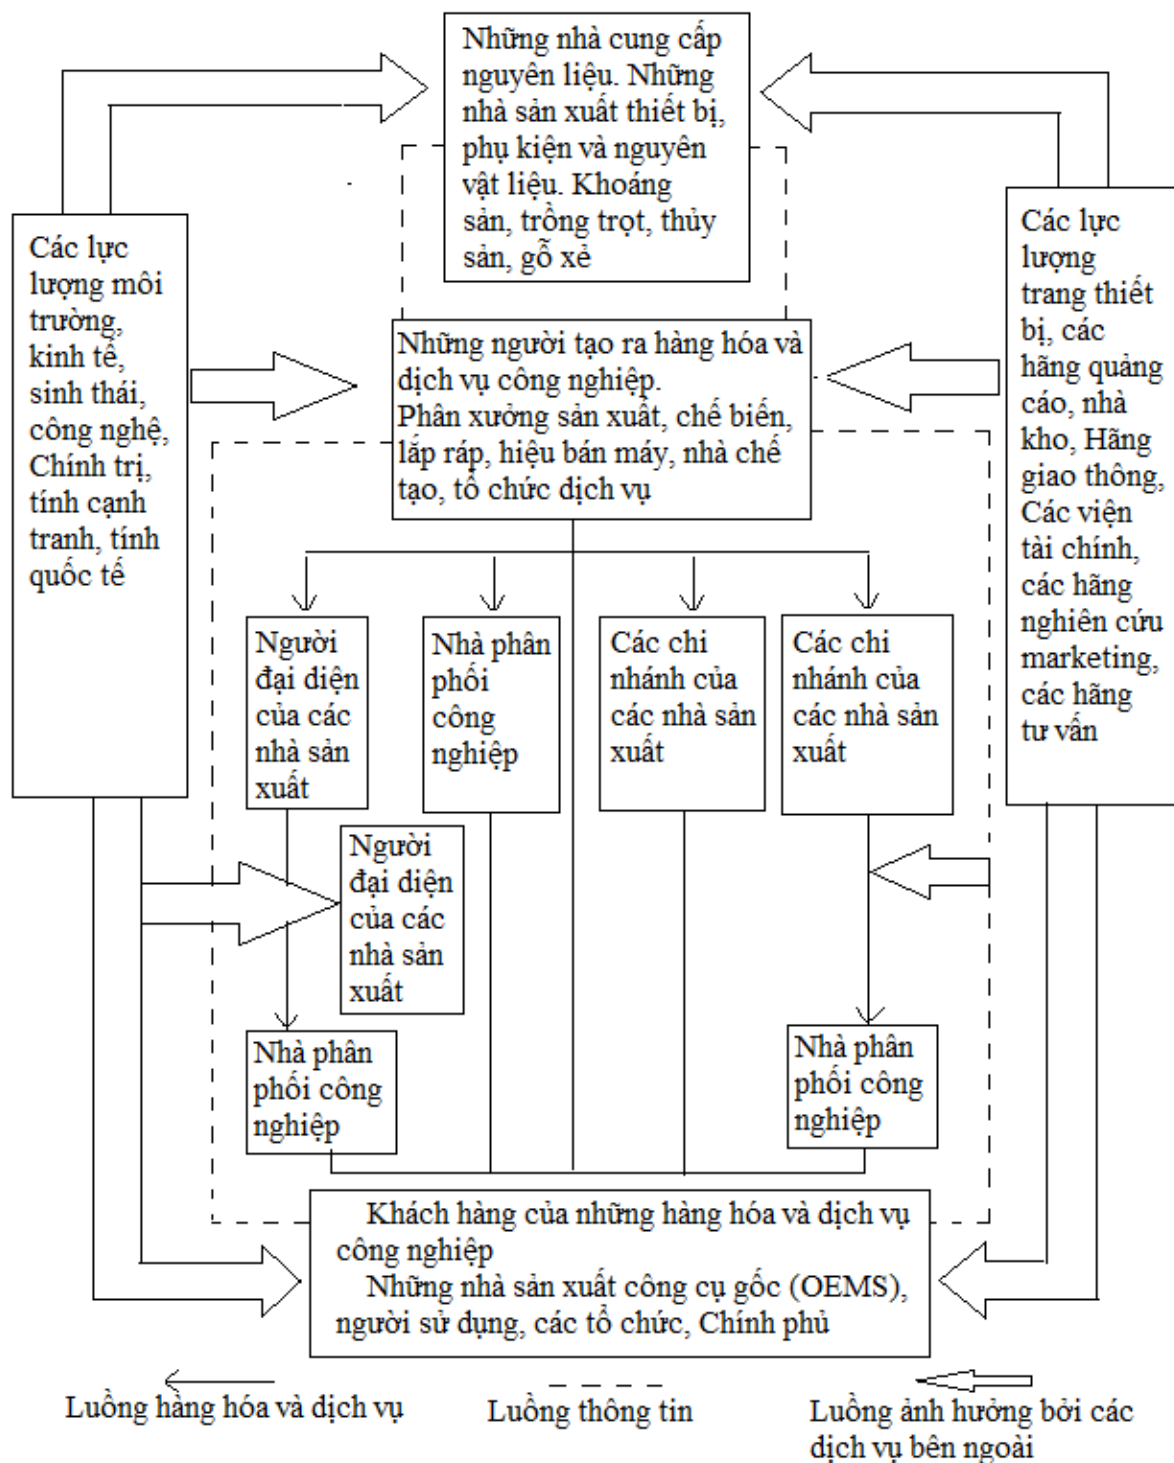 Những nhà cung cấp
nguyên liệu. Những
nhà sản xuất thiết bị,
phụ kiện và nguyên
vật liệu. Khoáng
sản, trồng trọt, thủy
sản, gỗ xẻ
Các lực
lượng môi
trường,
kinh tế,
sinh thái,
công nghệ,
Chính trị,
tính cạnh
tranh, tính
quốc tế
Những người tạo ra hàng hóa và
dịch vụ công nghiệp.
Phân xưởng sản xuất, chế biến,
lắp ráp, hiệu bán máy, nhà chế
tạo, tổ chức dịch vụ
Các lực
lượng
trang thiết
bị, các
hãng quảng
cáo, nhà
kho, Hãng
giao thông,
Các viện
tài chính,
các hãng
nghiên cứu
marketing,
các hãng
tư vấn
Người
đại diện
của các
nhà sản
xuất
Nhà phân
phối
công
nghiệp
Các chi
nhánh của
các nhà sản
xuất
Các chi
nhánh của
các nhà sản
xuất
Người
đại diện
của các
nhà sản
xuất
Nhà phân
phối công
nghiệp
Nhà phân
phối công
nghiệp
Khách hàng của những hàng hóa và dịch vụ
công nghiệp
Những nhà sản xuất công cụ gốc (OEMS),
người sử dụng, các tổ chức, Chính phủ
Luồng hàng hóa và dịch vụ
Luồng thông tin
Luồng ảnh hưởng bởi các
dịch vụ bên ngoài